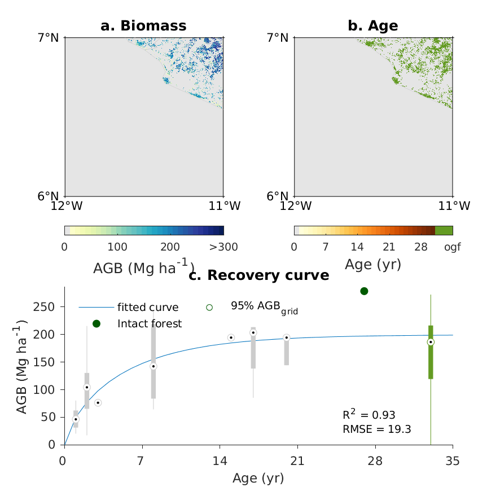 a. Biomass
b. Age
7°N
6°N
12°W
11°W
7°N
6°N
12°W
11°W
0 100 200 >300
AGB (Mg ha-1)
0 7 14 21 28 ogf
Age (yr)
c. Recovery curve
AGB (Mg ha-1)
250
200
150
100
50
0
fitted curve
Intact forest
95% AGBgrid
R2 = 0.93
RMSE = 19.3
0 7 14 21 28 35
Age (yr)